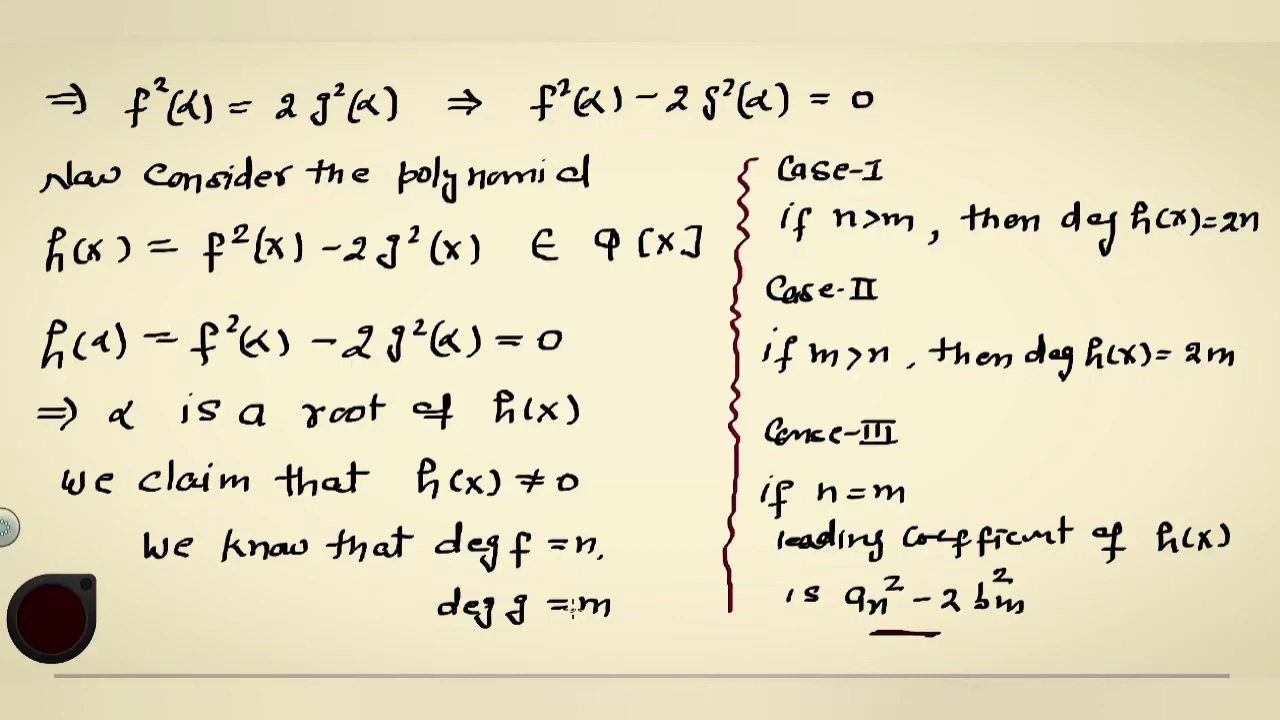 ⇒ f²(α) = 2 g²(α) ⇒ f²(α) − 2 g²(α) = 0
Now consider the polynomial
h(x) = f²(x) − 2 g²(x) ∈ Q[x]
h(α) = f²(α) − 2 g²(α) = 0
⇒ α is a root of h(x)
we claim that h(x) ≠ 0
we know that deg f = n,
deg g = m
Case-I
if n>m, then deg h(x) = 2n
Case-II
if m>n, then deg h(x) = 2m
-III
if n = m
leading coefficient of h(x)
is aₙ² − 2 bₘ²